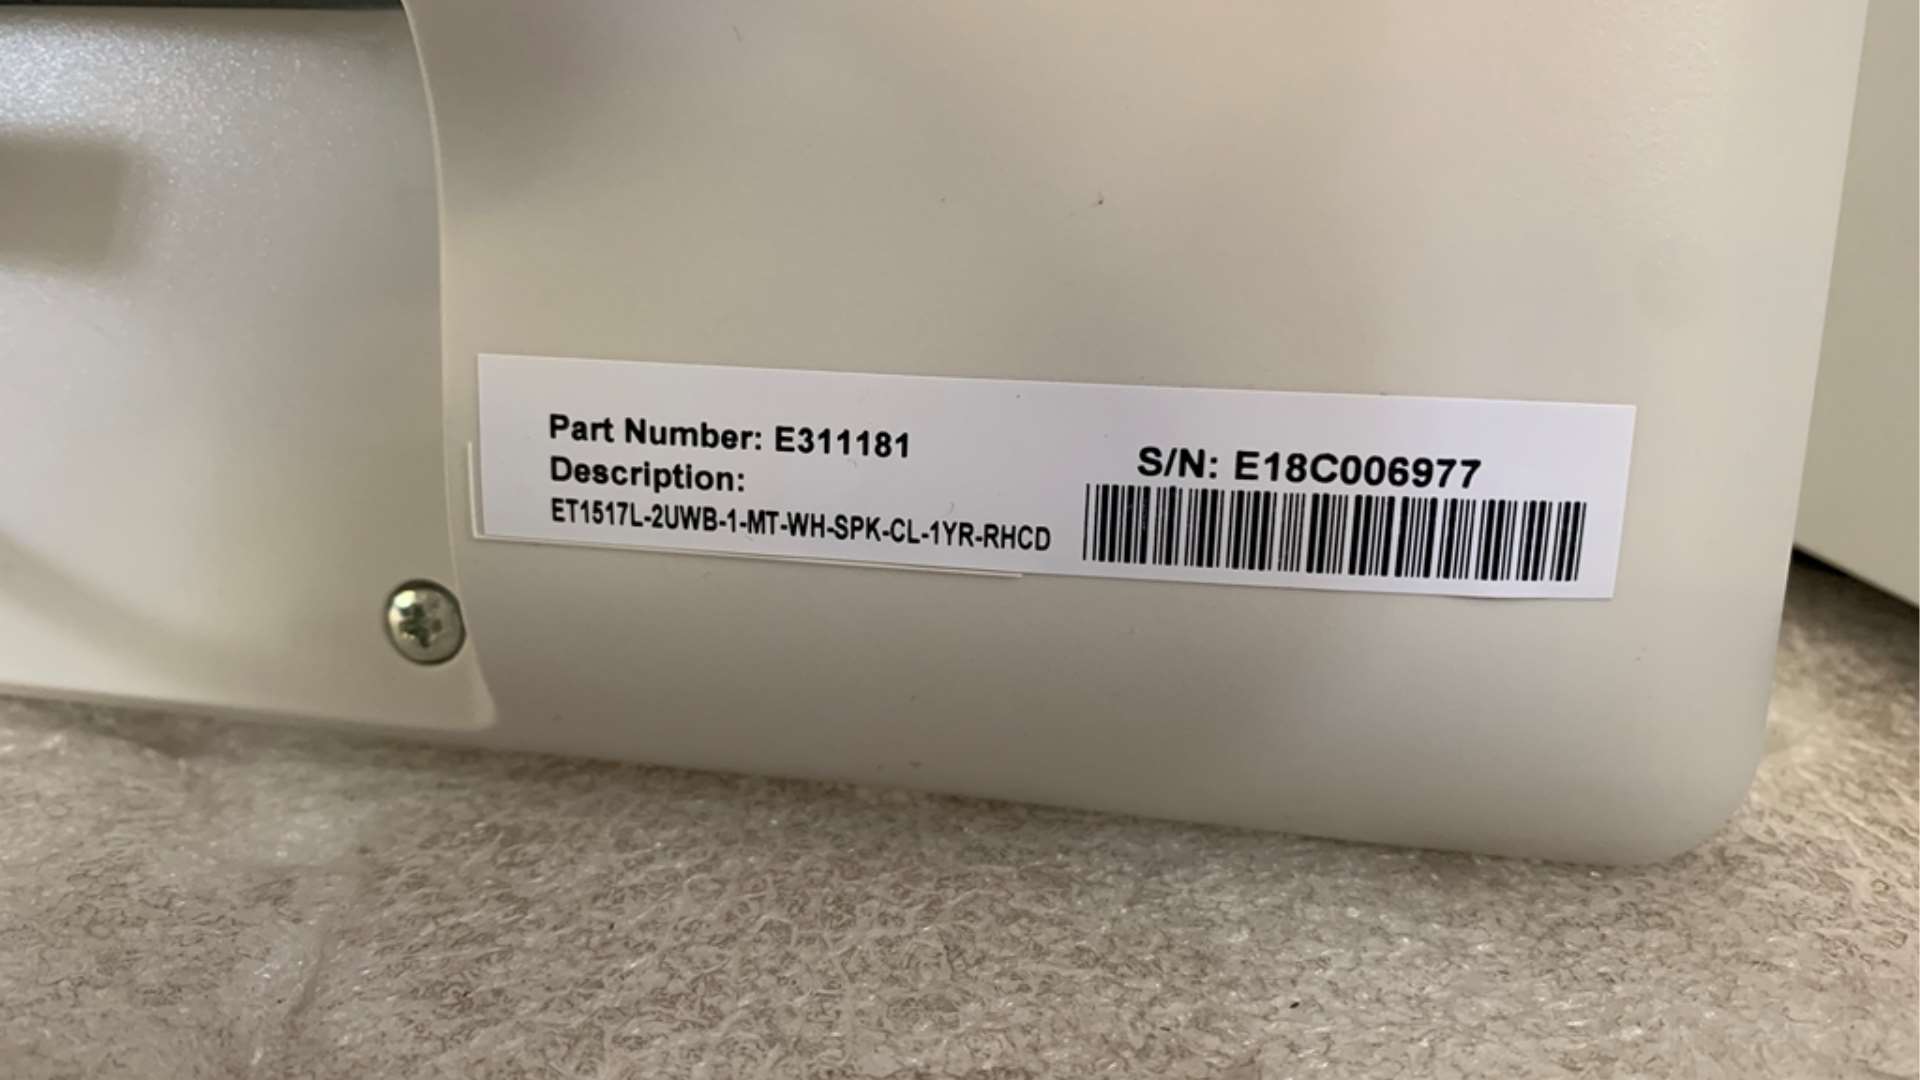 Part Number: E311181
Description:
ET1517L-2UWB-1-MT-WH-SPK-CL-1YR-RHCD
S/N: E18C006977